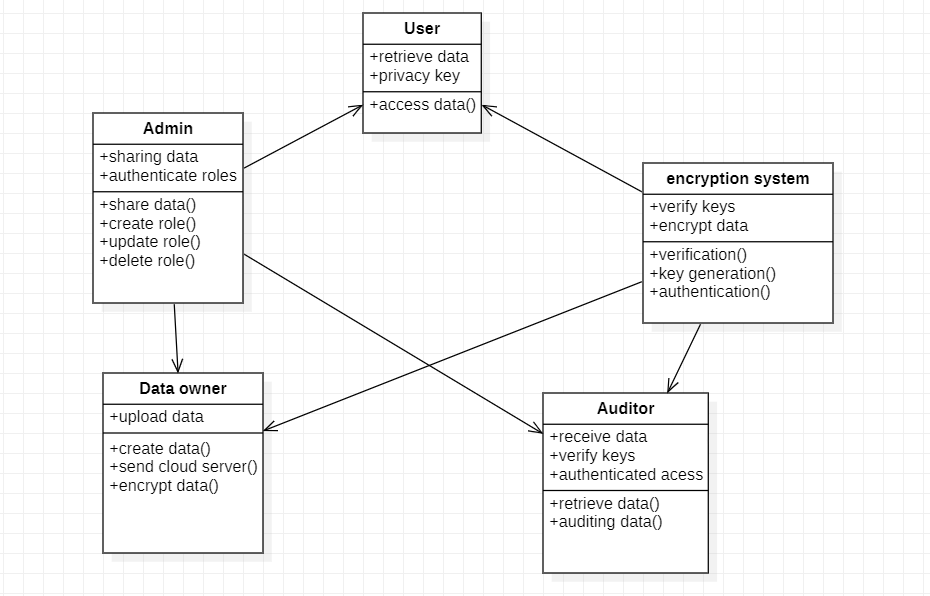 User
+retrieve data
+privacy key
+access data()
Admin
+sharing data
+authenticate roles
+share data()
+create role()
+update role()
+delete role()
encryption system
+verify keys
+encrypt data
+verification()
+key generation()
+authentication()
Data owner
+upload data
+create data()
+send cloud server()
+encrypt data()
Auditor
+receive data
+verify keys
+authenticated acess
+retrieve data()
+auditing data()